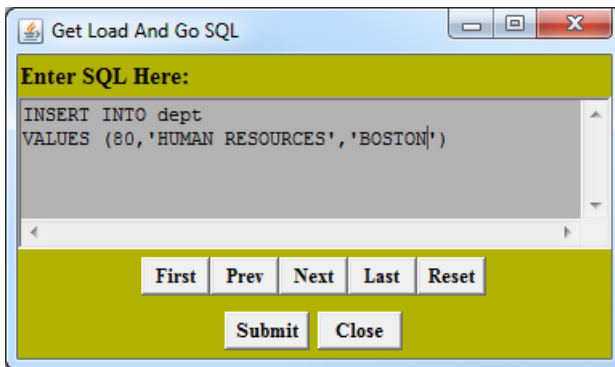 Get Load And Go SQL
Enter SQL Here:
INSERT INTO dept
VALUES (80,'HUMAN RESOURCES','BOSTON')
First Prev Next Last Reset
Submit Close